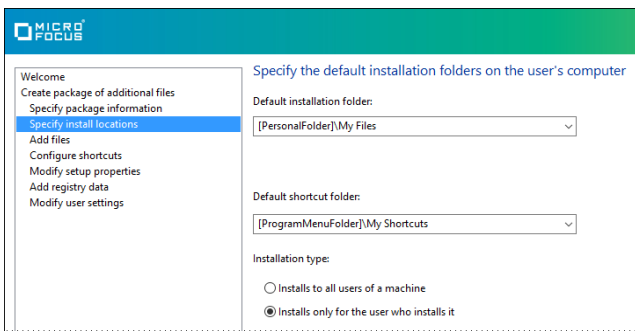 MICRO
FOCUS
Welcome
Create package of additional files
Specify package information
Specify install locations
Add files
Configure shortcuts
Modify setup properties
Add registry data
Modify user settings
Specify the default installation folders on the user's computer
Default installation folder:
[PersonalFolder]\My Files
Default shortcut folder:
[ProgramMenuFolder]\My Shortcuts
Installation type:
Installs to all users of a machine
Installs only for the user who installs it